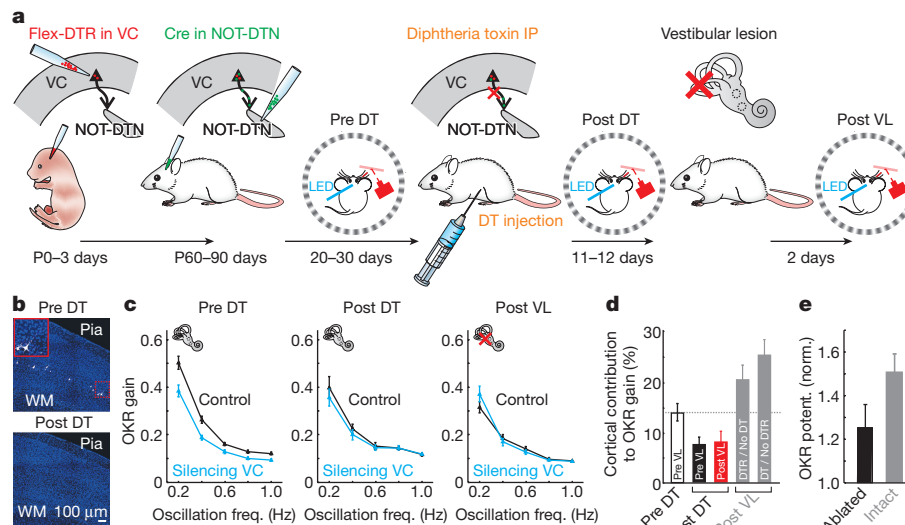 a
Flex-DTR in VC
Cre in NOT-DTN
Diphtheria toxin IP
Vestibular lesion
VC
VC
NOT-DTN
NOT-DTN
NOT-DTN
Pre DT
Post DT
Post VL
LED
LED
LED
DT injection
P0–3 days
P60–90 days
20–30 days
11–12 days
2 days
b
Pre DT
Pia
WM
Post DT
Pia
WM 100 μm
c
Pre DT
Post DT
Post VL
OKR gain
0.6
0.4
0.2
0.6
0.4
0.2
0.6
0.4
0.2
Control
Control
Control
Silencing VC
Silencing VC
Silencing VC
0.2 0.6 1.0
0.2 0.6 1.0
0.2 0.6 1.0
Oscillation freq. (Hz)
Oscillation freq. (Hz)
Oscillation freq. (Hz)
d
Cortical contribution
to OKR gain (%)
30
20
10
0
Pre VL
Pre VL
Post VL
DTR / No DT
DT / No DTR
Pre DT
Post DT
Post VL
e
OKR potent. (norm.)
1.6
1.4
1.2
1.0
Ablated
Intact